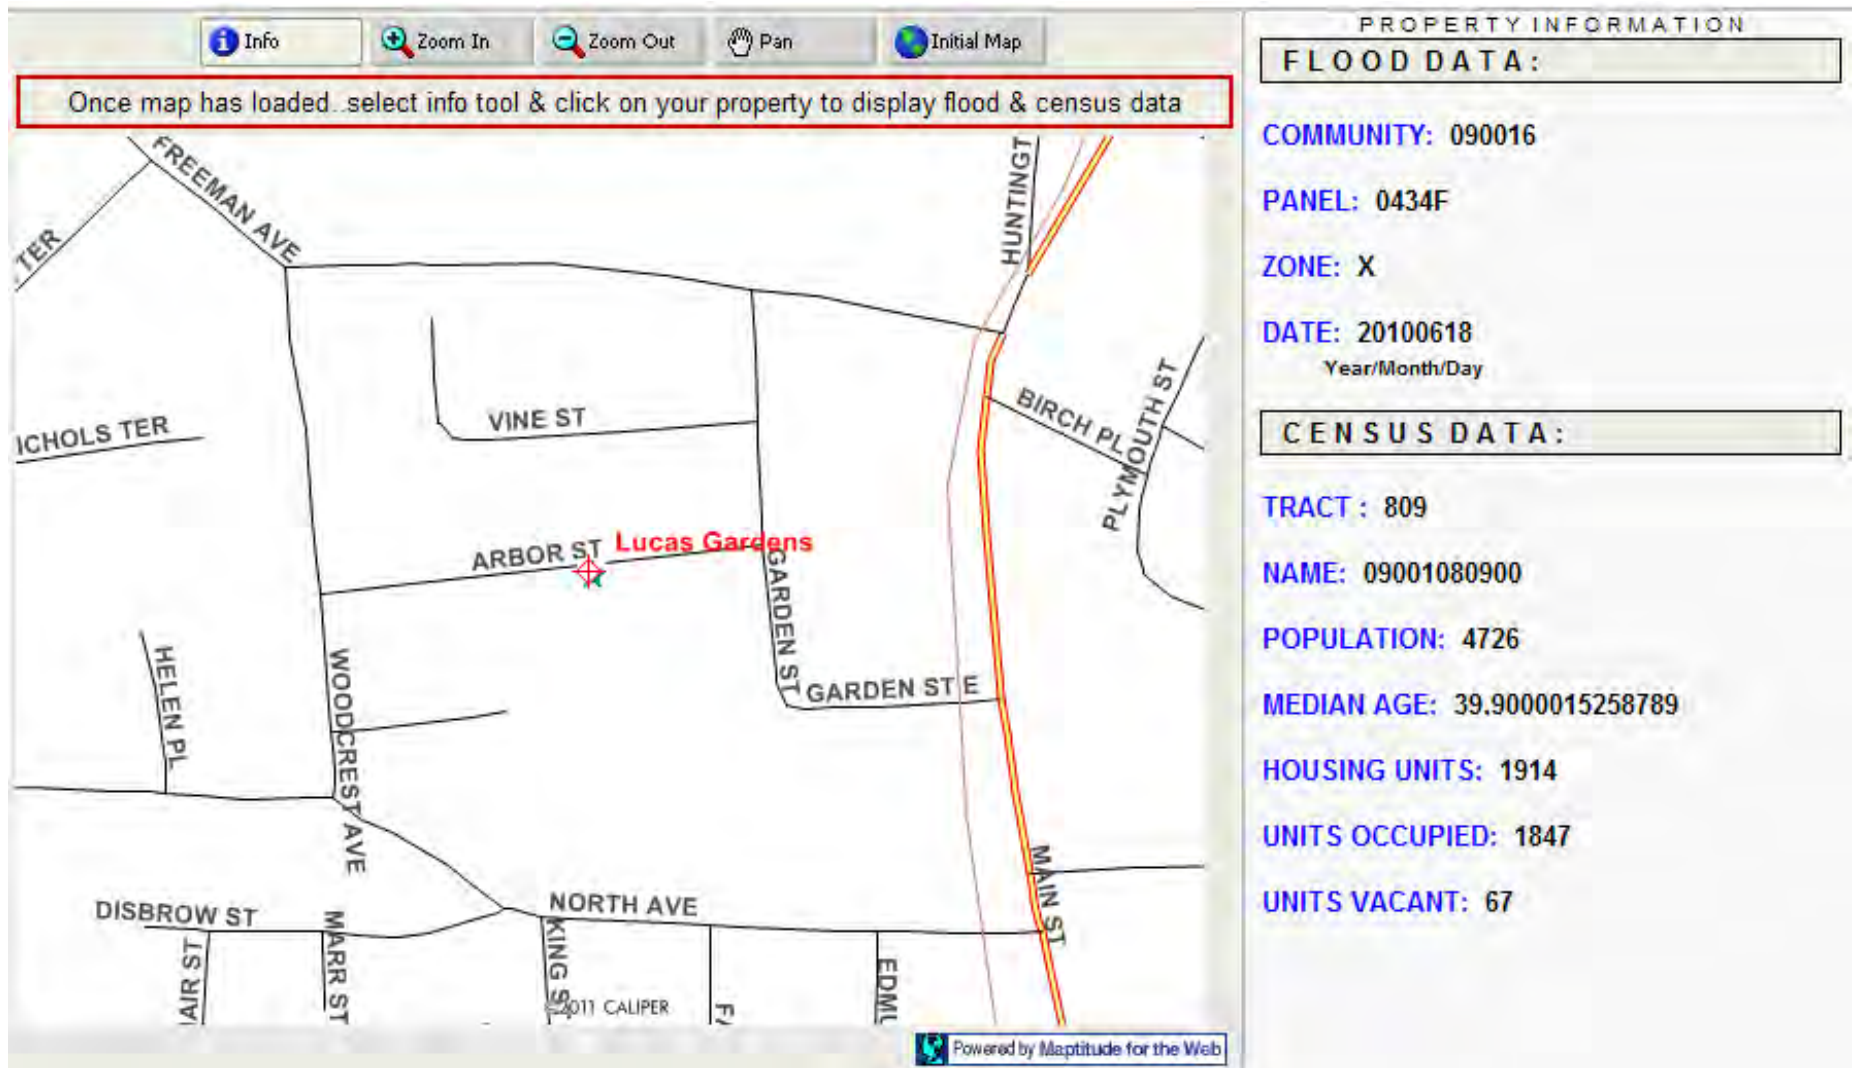 Info
Zoom In
Zoom Out
Pan
Initial Map
Once map has loaded..select info tool & click on your property to display flood & census data
FREEMAN AVE
TER
HUNTINGT
VINE ST
ICHOLS TER
BIRCH PL
PLYMOUTH ST
ARBOR ST
Lucas Gardens
GARDEN ST
GARDEN ST E
HELEN PL
WOODCREST AVE
MAIN ST
DISBROW ST
NORTH AVE
MARR ST
KING S
EDMU
©2011 CALIPER
Powered by Maptitude for the Web
PROPERTY INFORMATION
FLOOD DATA:
COMMUNITY: 090016
PANEL: 0434F
ZONE: X
DATE: 20100618
Year/Month/Day
CENSUS DATA:
TRACT : 809
NAME: 09001080900
POPULATION: 4726
MEDIAN AGE: 39.9000015258789
HOUSING UNITS: 1914
UNITS OCCUPIED: 1847
UNITS VACANT: 67